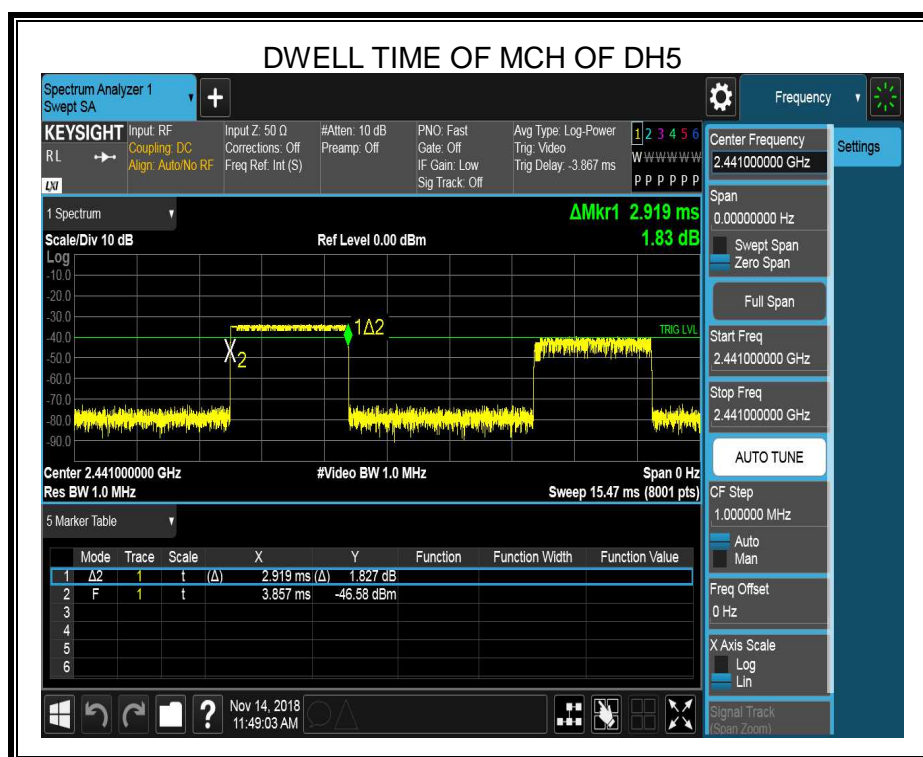 DWELL TIME OF MCH OF DH5
Spectrum Analyzer 1
Swept SA
Frequency
KEYSIGHT
RL
LXI
Input: RF
Coupling: DC
Align: Auto/No RF
Input Z: 50 Ω
Corrections: Off
Freq Ref: Int (S)
#Atten: 10 dB
Preamp: Off
PNO: Fast
Gate: Off
IF Gain: Low
Sig Track: Off
Avg Type: Log-Power
Trig: Video
Trig Delay: -3.867 ms
1 2 3 4 5 6
W W W W W W
P P P P P P
Center Frequency
2.441000000 GHz
Settings
Span
0.00000000 Hz
Swept Span
Zero Span
Full Span
Start Freq
2.441000000 GHz
Stop Freq
2.441000000 GHz
AUTO TUNE
CF Step
1.000000 MHz
Auto
Man
Freq Offset
0 Hz
X Axis Scale
Log
Lin
Signal Track
(Span Zoom)
1 Spectrum
ΔMkr1 2.919 ms
1.83 dB
Scale/Div 10 dB
Ref Level 0.00 dBm
Log
-10.0
-20.0
-30.0
-40.0
-50.0
-60.0
-70.0
-80.0
-90.0
1Δ2
X2
TRIG LVL
Center 2.441000000 GHz
#Video BW 1.0 MHz
Span 0 Hz
Res BW 1.0 MHz
Sweep 15.47 ms (8001 pts)
5 Marker Table
Mode Trace Scale X Y Function Function Width Function Value
1 Δ2 1 t (Δ) 2.919 ms (Δ) 1.827 dB
2 F 1 t 3.857 ms -46.58 dBm
3
4
5
6
?
Nov 14, 2018
11:49:03 AM